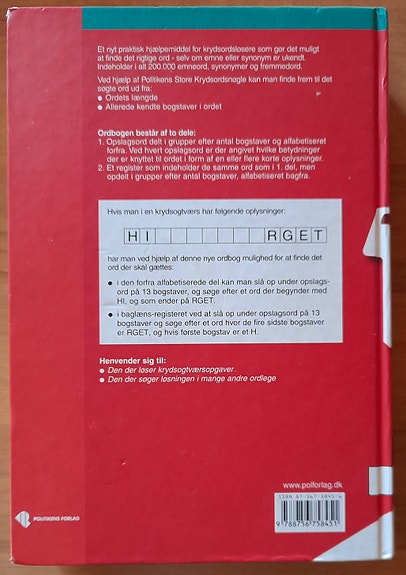 Et nyt praktisk hjælpemiddel for krydsordsløsere som gør det muligt
at finde det rigtige ord - selv om emne eller synonym er ukendt.
Indeholder i alt 200.000 emneord, synonymer og fremmedord.
Ved hjælp af Politikens Store Krydsordsnøgle kan man finde frem til det
søgte ord ud fra:
● Ordets længde
● Allerede kendte bogstaver i ordet
Ordbogen består af to dele:
1. Opslagsord delt i grupper efter antal bogstaver og alfabetiseret
forfra. Ved hvert opslagsord er der angivet hvilke betydninger
der er knyttet til ordet i form af en eller flere korte oplysninger.
2. Et register som indeholder de samme ord som i 1. del, men
opdelt i grupper efter antal bogstaver, alfabetiseret bagfra.
Hvis man i en krydsogtværs har følgende oplysninger:
H I R G E T
har man ved hjælp af denne nye ordbog mulighed for at finde det
ord der skal gættes:
● i den forfra alfabetiserede del kan man slå op under opslags-
ord på 13 bogstaver, og søge efter et ord der begynder med
HI, og som ender på RGET.
● i baglæns-registeret ved at slå op under opslagsord på 13
bogstaver og søge efter et ord hvor de fire sidste bogstaver
er RGET, og hvis første bogstav er et H.
Henvender sig til:
● Den der løser krydsogtværsopgaver.
● Den der søger løsningen i mange andre ordlege
www.polforlag.dk
ISBN 87-567-5845-6
9 788756 758451
POLITIKENS FORLAG